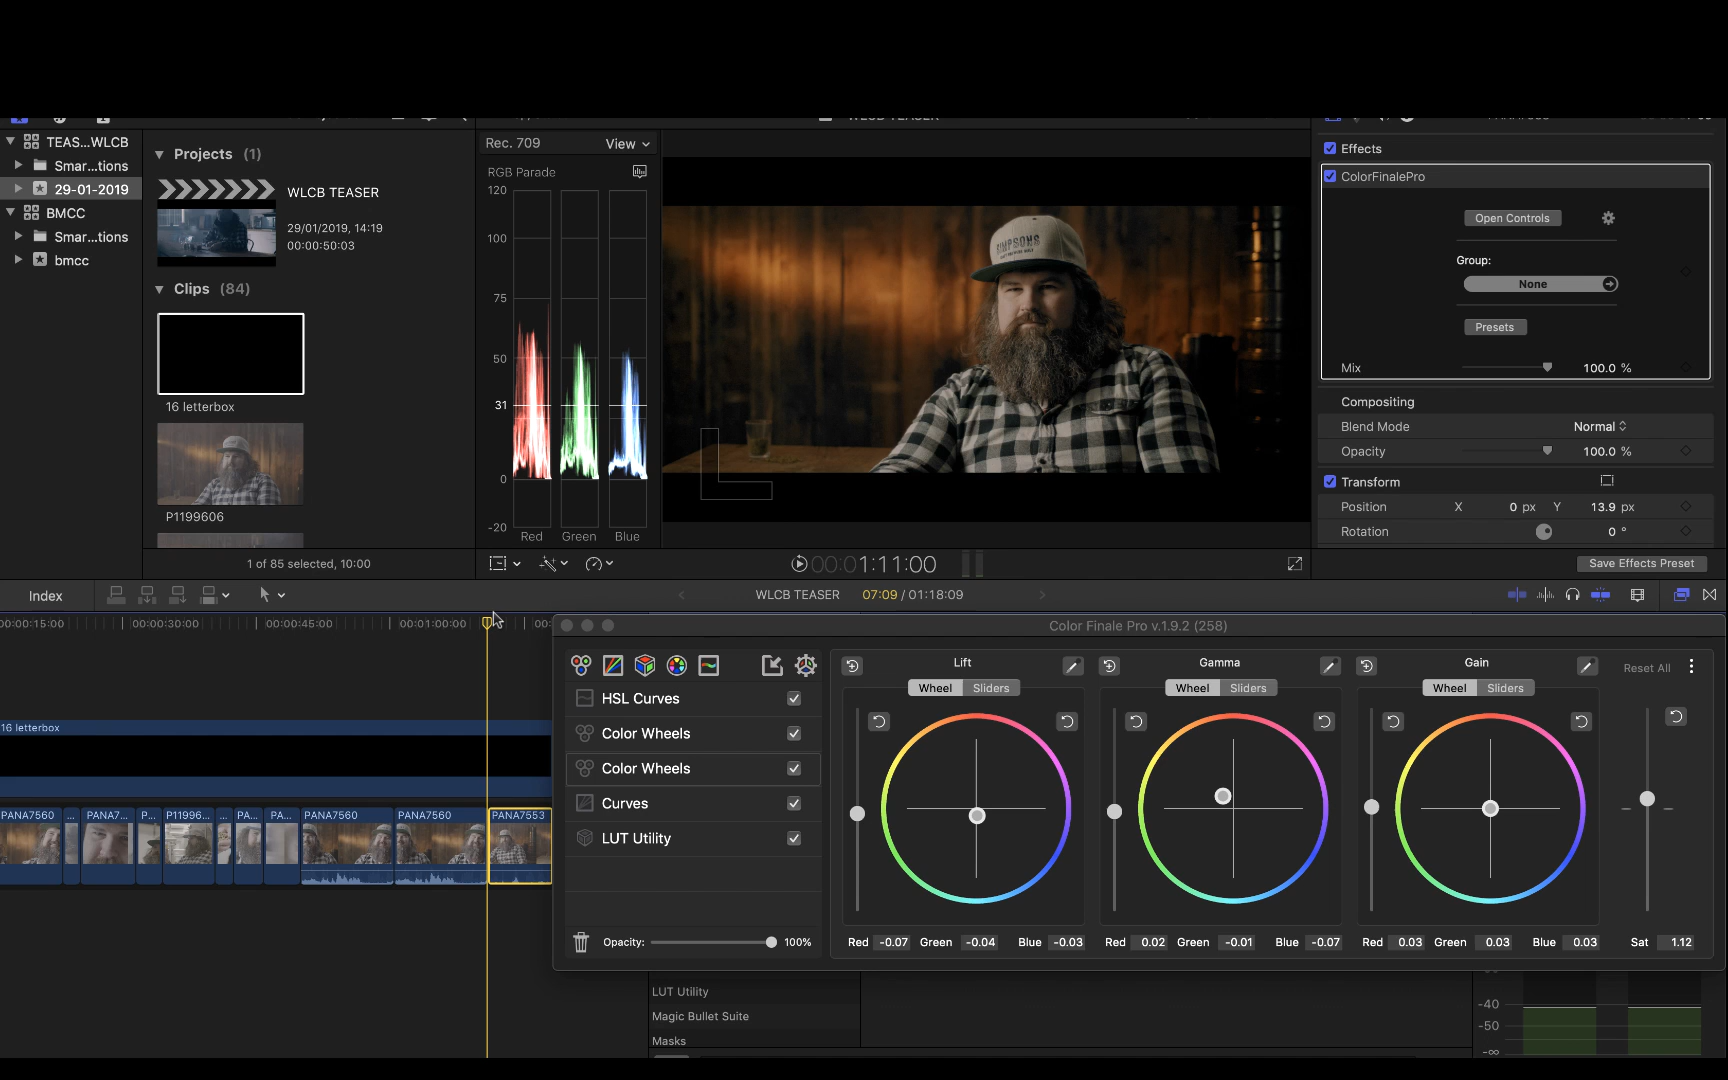 TEAS...WLCB
Smar...tions
29-01-2019
BMCC
Smar...tions
bmcc
Projects (1)
WLCB TEASER
29/01/2019, 14:19
00:00:50:03
Clips (84)
16 letterbox
P1199606
1 of 85 selected, 10:00
Rec. 709
View
RGB Parade
120
100
75
50
31
0
-20
Red Green Blue
SIMPSONS
00:01:11:00
Effects
ColorFinalePro
Open Controls
Group:
None
Presets
Mix 100.0 %
Compositing
Blend Mode Normal
Opacity 100.0 %
Transform
Position X 0 px Y 13.9 px
Rotation 0 °
Save Effects Preset
Index
WLCB TEASER 07:09 / 01:18:09
00:00:15:00 00:00:30:00 00:00:45:00 00:01:00:00 00:
16 letterbox
PANA7560 ... PANA7... P... P11996... ... PA... PA... PANA7560 PANA7560 PANA7553
Color Finale Pro v.1.9.2 (258)
HSL Curves
Color Wheels
Color Wheels
Curves
LUT Utility
Opacity: 100%
Lift
Wheel Sliders
Red -0.07 Green -0.04 Blue -0.03
Gamma
Wheel Sliders
Red 0.02 Green -0.01 Blue -0.07
Gain
Wheel Sliders
Red 0.03 Green 0.03 Blue 0.03
Reset All
Sat 1.12
LUT Utility
Magic Bullet Suite
Masks
-40
-50
-∞